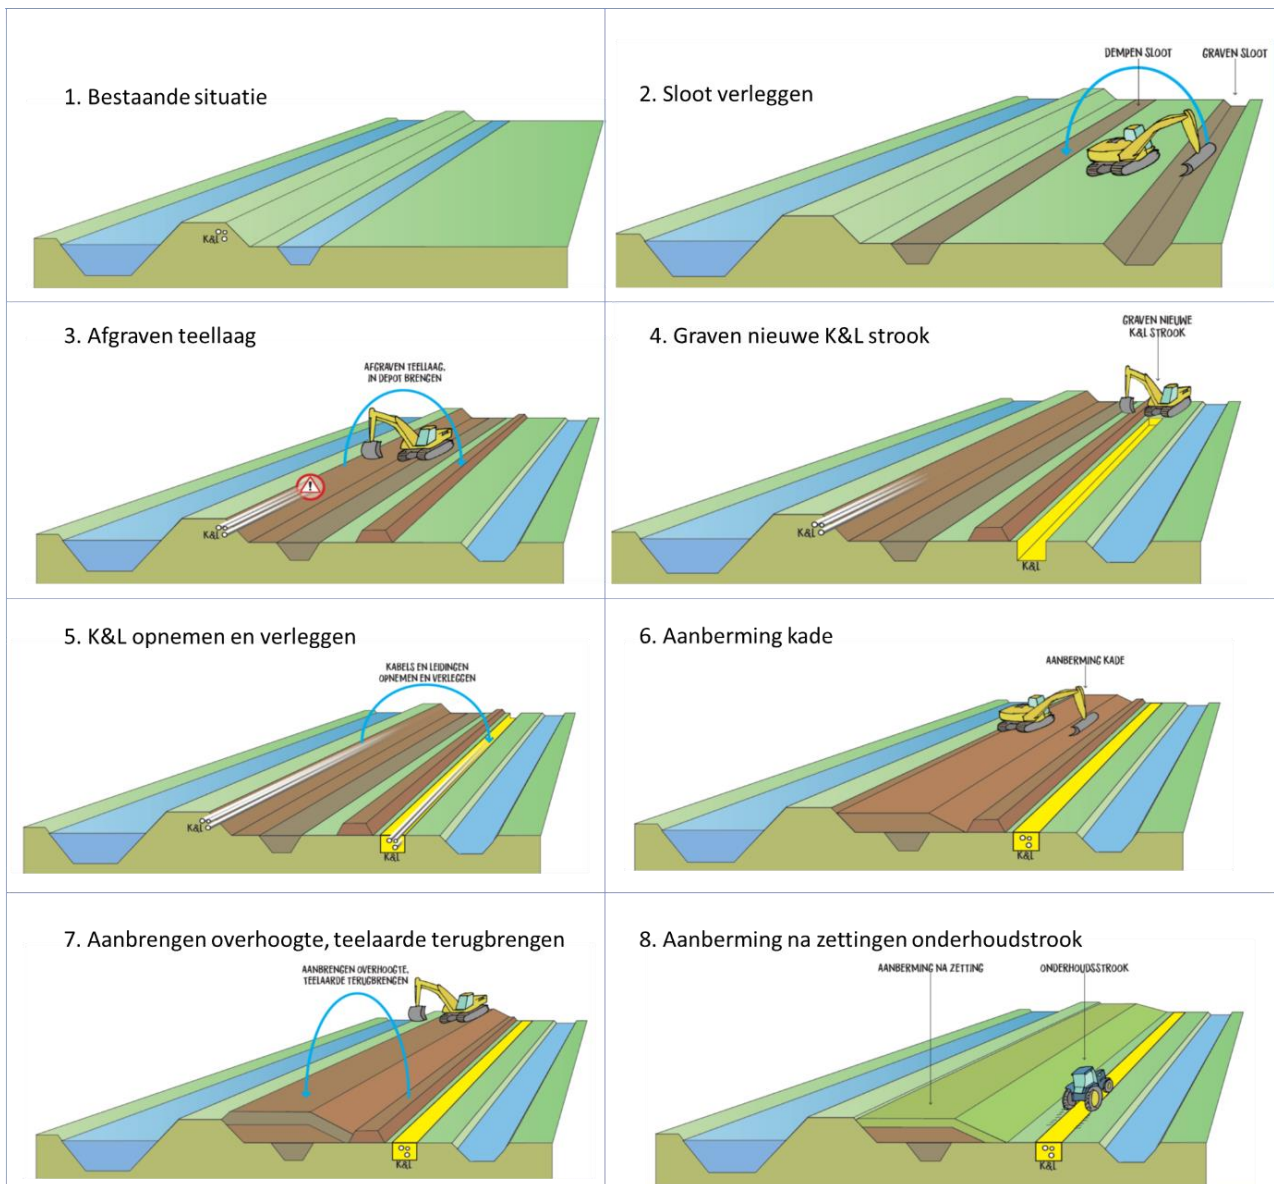 1. Bestaande situatie
K&L
2. Sloot verleggen
DEMPEN SLOOT
GRAVEN SLOOT
3. Afgraven teellaag
AFGRAVEN TEELLAAG,
IN DEPOT BRENGEN
K&L
4. Graven nieuwe K&L strook
GRAVEN NIEUWE
K&L STROOK
K&L
K&L
5. K&L opnemen en verleggen
KABELS EN LEIDINGEN
OPNEMEN EN VERLEGGEN
K&L
K&L
6. Aanberming kade
AANBERMING KADE
K&L
7. Aanbrengen overhoogte, teelaarde terugbrengen
AANBRENGEN OVERHOOGTE,
TEELAARDE TERUGBRENGEN
K&L
8. Aanberming na zettingen onderhoudstrook
AANBERMING NA ZETTING
ONDERHOUDSSTROOK
K&L